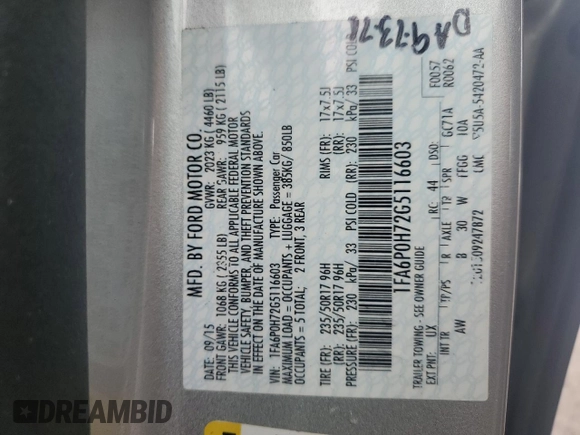 MFD. BY FORD MOTOR CO.
DATE: 09/15 GVWR: 2023 KG (4460 LB)
FRONT GAWR: 1068 KG (2355 LB) REAR GAWR: 959 KG (2115 LB)
THIS VEHICLE CONFORMS TO ALL APPLICABLE FEDERAL MOTOR
VEHICLE SAFETY, BUMPER, AND THEFT PREVENTION STANDARDS
IN EFFECT ON THE DATE OF MANUFACTURE SHOWN ABOVE.
VIN: 1FA6P0H72G5116603 TYPE: Passenger Car
MAXIMUM LOAD = OCCUPANTS + LUGGAGE = 385KG/ 850LB
OCCUPANTS = 5 TOTAL; 2 FRONT, 3 REAR
TIRE (FR): 235/50R17 96H RIMS (FR): 17x7.5J
(RR): 235/50R17 96H (RR): 17x7.5J
PRESSURE (FR): 230 kPa/ 33 PSI COLD (RR): 230 kPa/ 33 PSI COLD
1FA6P0H72G5116603
TRAILER TOWING - SEE OWNER GUIDE
F0057
EXT PNT: UX RC: 44 DSO: R0062
INT TR TP/PS R AXLE TR SPR GC71A
AW B 30 W FFGG 10A
LMC
DREAMBID